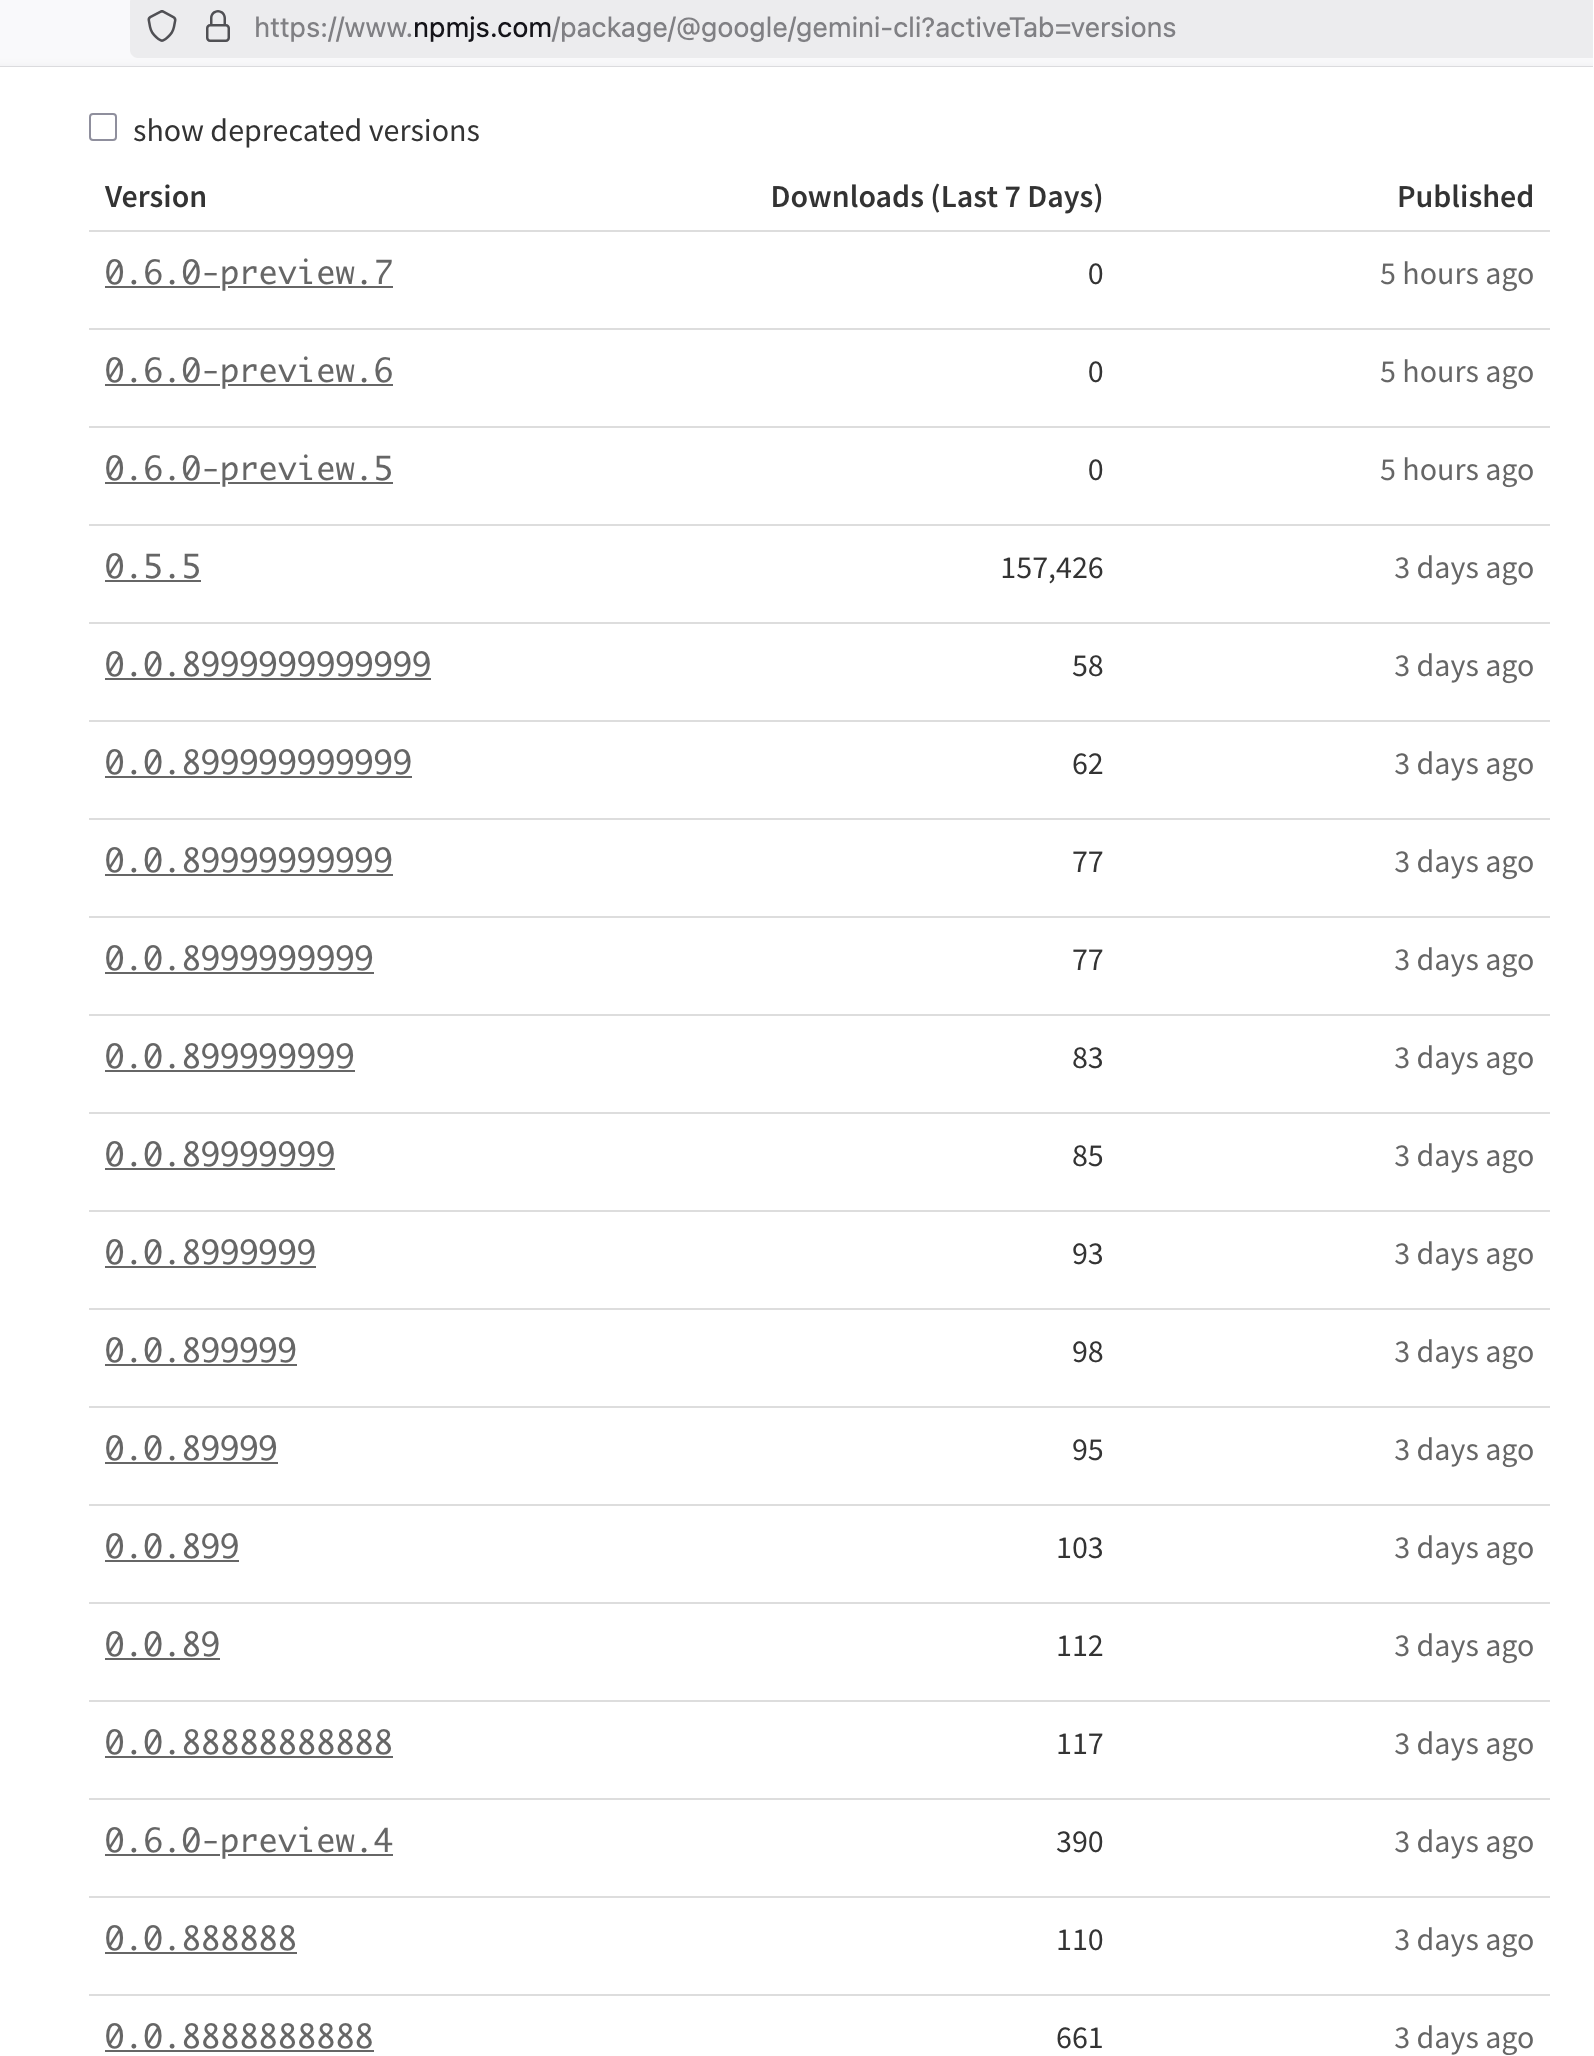 https://www.npmjs.com/package/@google/gemini-cli?activeTab=versions
show deprecated versions
Version Downloads (Last 7 Days) Published
0.6.0-preview.7 0 5 hours ago
0.6.0-preview.6 0 5 hours ago
0.6.0-preview.5 0 5 hours ago
0.5.5 157,426 3 days ago
0.0.8999999999999 58 3 days ago
0.0.899999999999 62 3 days ago
0.0.89999999999 77 3 days ago
0.0.8999999999 77 3 days ago
0.0.899999999 83 3 days ago
0.0.89999999 85 3 days ago
0.0.8999999 93 3 days ago
0.0.899999 98 3 days ago
0.0.89999 95 3 days ago
0.0.899 103 3 days ago
0.0.89 112 3 days ago
0.0.88888888888 117 3 days ago
0.6.0-preview.4 390 3 days ago
0.0.888888 110 3 days ago
0.0.8888888888 661 3 days ago